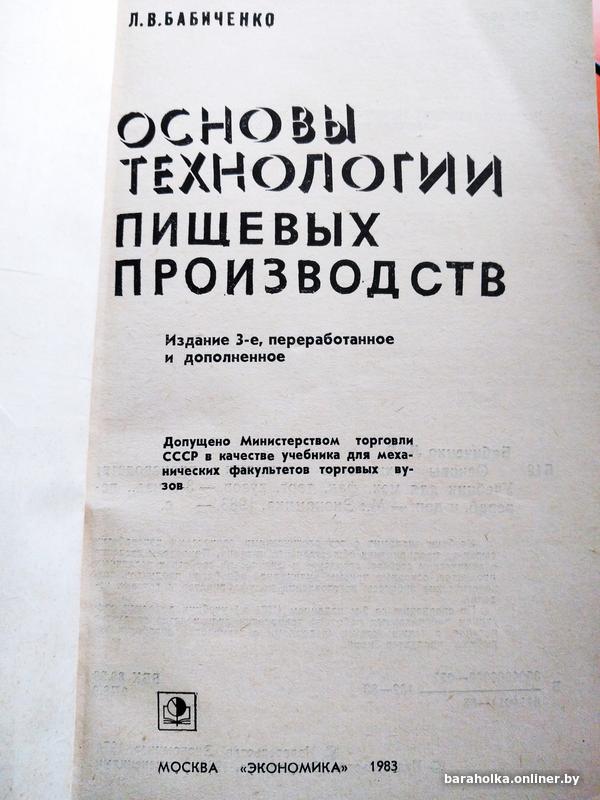 Л.В.БАБИЧЕНКО
ОСНОВЫ
ТЕХНОЛОГИИ
ПИЩЕВЫХ
ПРОИЗВОДСТВ
Издание 3-е, переработанное
и дополненное
Допущено Министерством торговли
СССР в качестве учебника для меха-
нических факультетов торговых ву-
зов
МОСКВА «ЭКОНОМИКА» 1983
baraholka.onliner.by